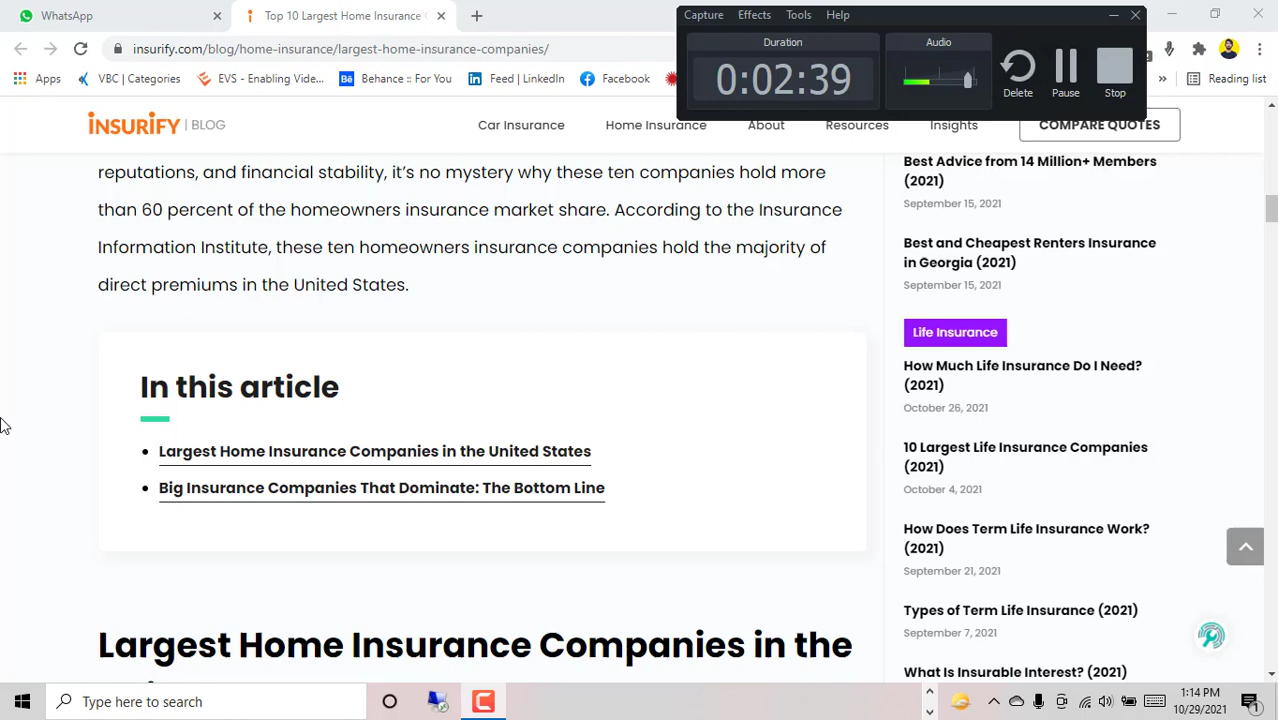 WhatsApp
Top 10 Largest Home Insurance
Capture Effects Tools Help
Duration
0:02:39
Audio
Delete
Pause
Stop
insurify.com/blog/home-insurance/largest-home-insurance-companies/
Apps
VBC | Categories
EVS - Enabling Video...
Behance :: For You
Feed | LinkedIn
Facebook
»
Reading list
INSURIFY | BLOG
Car Insurance
Home Insurance
About
Resources
Insights
COMPARE QUOTES
reputations, and financial stability, it's no mystery why these ten companies hold more
than 60 percent of the homeowners insurance market share. According to the Insurance
Information Institute, these ten homeowners insurance companies hold the majority of
direct premiums in the United States.
In this article
Largest Home Insurance Companies in the United States
Big Insurance Companies That Dominate: The Bottom Line
Largest Home Insurance Companies in the
Best Advice from 14 Million+ Members
(2021)
September 15, 2021
Best and Cheapest Renters Insurance
in Georgia (2021)
September 15, 2021
Life Insurance
How Much Life Insurance Do I Need?
(2021)
October 26, 2021
10 Largest Life Insurance Companies
(2021)
October 4, 2021
How Does Term Life Insurance Work?
(2021)
September 21, 2021
Types of Term Life Insurance (2021)
September 7, 2021
What Is Insurable Interest? (2021)
Type here to search
1:14 PM
10/29/2021
1